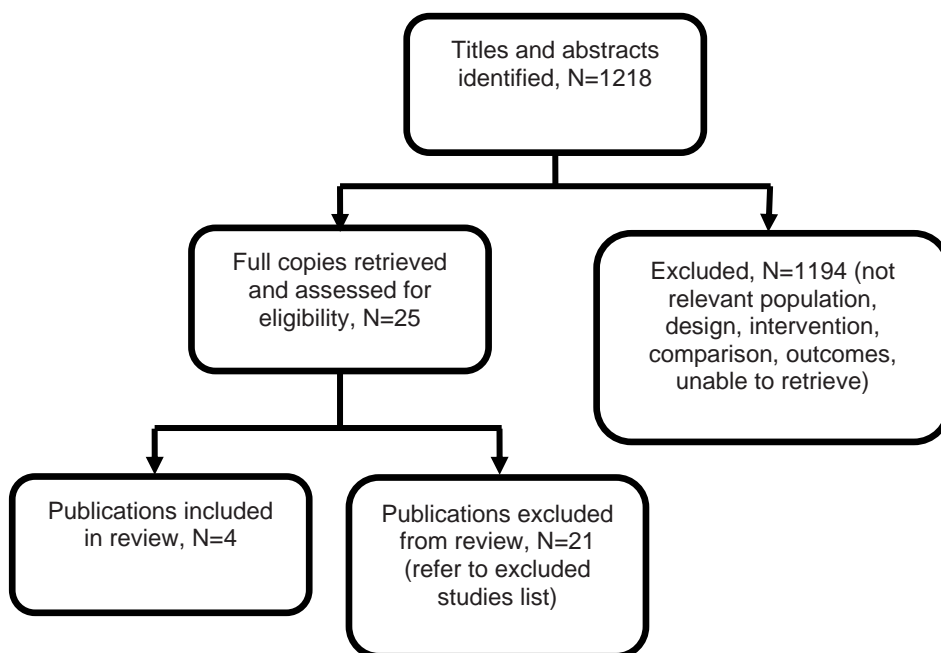 Titles and abstracts
identified, N=1218
Full copies retrieved
and assessed for
eligibility, N=25
Excluded, N=1194 (not
relevant population,
design, intervention,
comparison, outcomes,
unable to retrieve)
Publications included
in review, N=4
Publications excluded
from review, N=21
(refer to excluded
studies list)